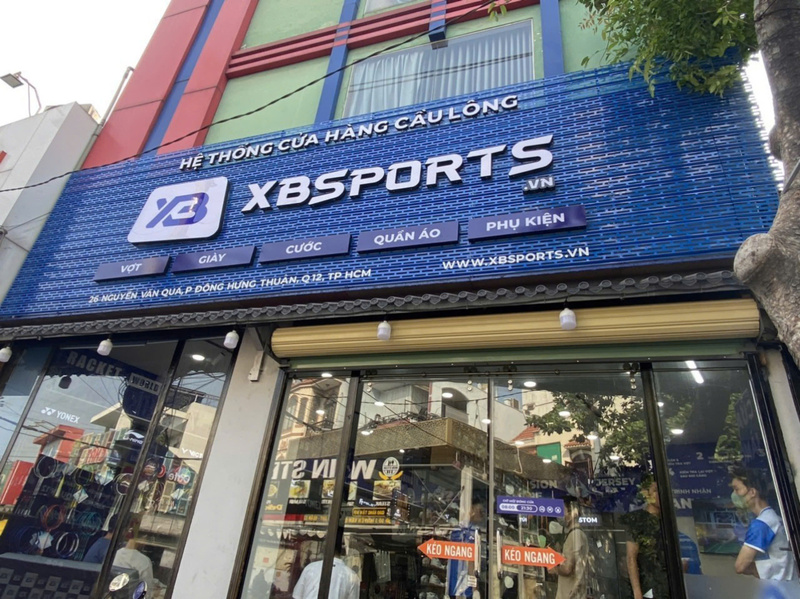 HỆ THỐNG CỬA HÀNG CẦU LÔNG
XB XBSPORTS
.VN
VỢT GIÀY CƯỚC QUẦN ÁO PHỤ KIỆN
26 NGUYỄN VĂN QUÁ, P ĐÔNG HƯNG THUẬN, Q 12, TP HCM
WWW.XBSPORTS.VN
RACKET
YONEX
JERSEY
KÉO NGANG
KÉO NGANG